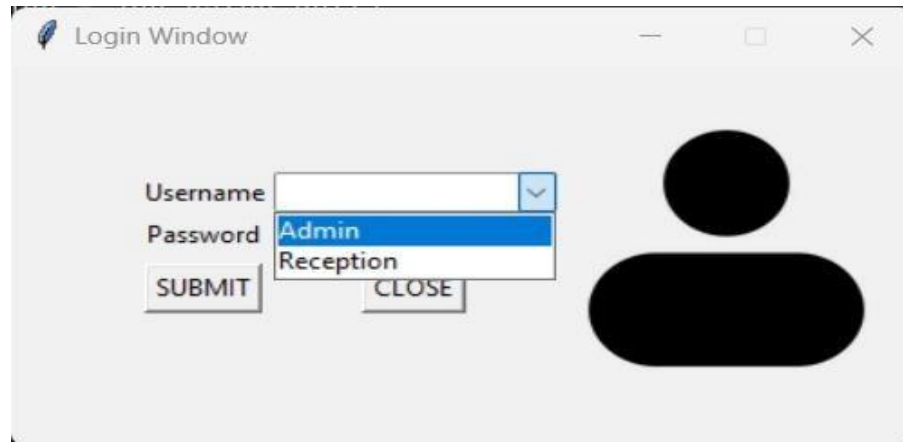 Login Window
Username
Admin
Password
Reception
SUBMIT CLOSE